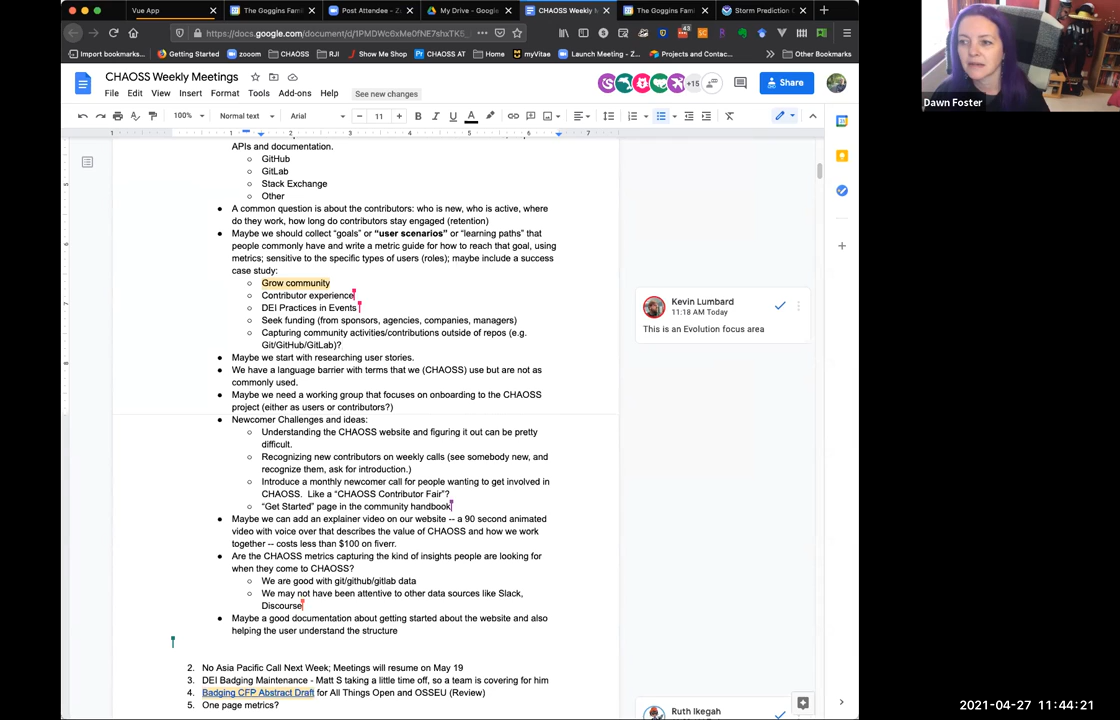 Vue App
The Goggins Fami
Post Attendee - Zo
My Drive - Google
CHAOSS Weekly M
The Goggins Fami
Storm Prediction C
https://docs.google.com/document/d/1PMDWc6xMe0fNE7shxTK6_
Import bookmarks...
Getting Started
zooom
CHAOSS
RJI
Show Me Shop
CHAOSS AT
Home
myVitae
Launch Meeting - Z...
Projects and Contac...
Other Bookmarks
CHAOSS Weekly Meetings
File Edit View Insert Format Tools Add-ons Help
See new changes
+15
Share
100%
Normal text
Arial
11
APIs and documentation.
○ GitHub
○ GitLab
○ Stack Exchange
○ Other
● A common question is about the contributors: who is new, who is active, where
do they work, how long do contributors stay engaged (retention)
● Maybe we should collect “goals” or “user scenarios” or “learning paths” that
people commonly have and write a metric guide for how to reach that goal, using
metrics; sensitive to the specific types of users (roles); maybe include a success
case study:
○ Grow community
○ Contributor experience
○ DEI Practices in Events
○ Seek funding (from sponsors, agencies, companies, managers)
○ Capturing community activities/contributions outside of repos (e.g.
Git/GitHub/GitLab)?
● Maybe we start with researching user stories.
● We have a language barrier with terms that we (CHAOSS) use but are not as
commonly used.
● Maybe we need a working group that focuses on onboarding to the CHAOSS
project (either as users or contributors?)
● Newcomer Challenges and ideas:
○ Understanding the CHAOSS website and figuring it out can be pretty
difficult.
○ Recognizing new contributors on weekly calls (see somebody new, and
recognize them, ask for introduction.)
○ Introduce a monthly newcomer call for people wanting to get involved in
CHAOSS. Like a “CHAOSS Contributor Fair”?
○ “Get Started” page in the community handbook
● Maybe we can add an explainer video on our website -- a 90 second animated
video with voice over that describes the value of CHAOSS and how we work
together -- costs less than $100 on fiverr.
● Are the CHAOSS metrics capturing the kind of insights people are looking for
when they come to CHAOSS?
○ We are good with git/github/gitlab data
○ We may not have been attentive to other data sources like Slack,
Discourse
● Maybe a good documentation about getting started about the website and also
helping the user understand the structure
2. No Asia Pacific Call Next Week; Meetings will resume on May 19
3. DEI Badging Maintenance - Matt S taking a little time off, so a team is covering for him
4. Badging CFP Abstract Draft for All Things Open and OSSEU (Review)
5. One page metrics?
Kevin Lumbard
11:18 AM Today
This is an Evolution focus area
Ruth Ikegah
Dawn Foster
2021-04-27 11:44:21